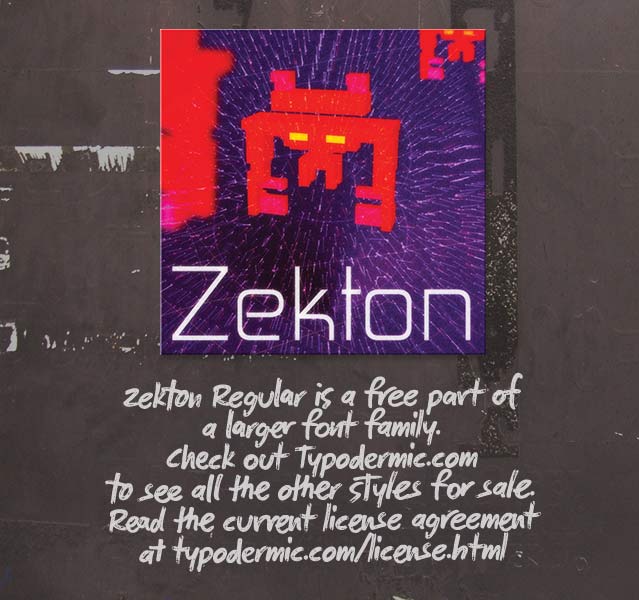 Zekton
Zekton Regular is a free part of
a larger font family.
Check out Typodermic.com
to see all the other styles for sale.
Read the current license agreement
at typodermic.com/license.html